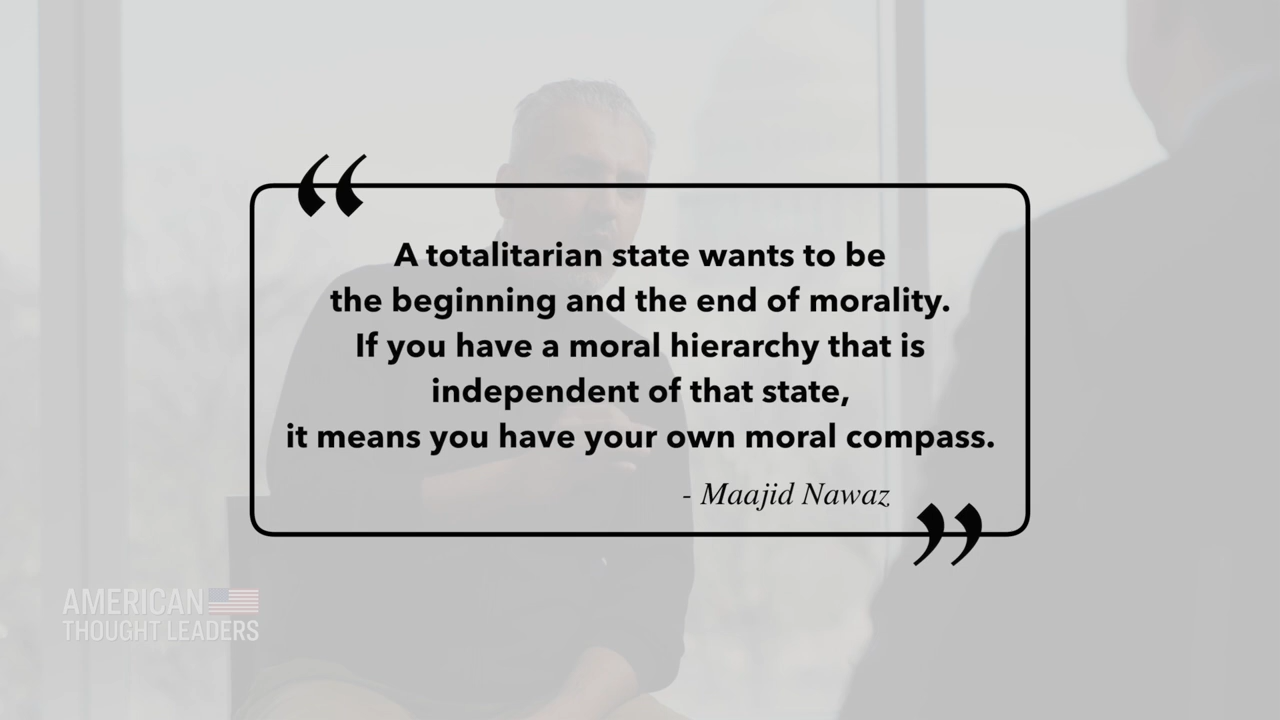 “
A totalitarian state wants to be
the beginning and the end of morality.
If you have a moral hierarchy that is
independent of that state,
it means you have your own moral compass.
- Maajid Nawaz
”
AMERICAN
THOUGHT LEADERS